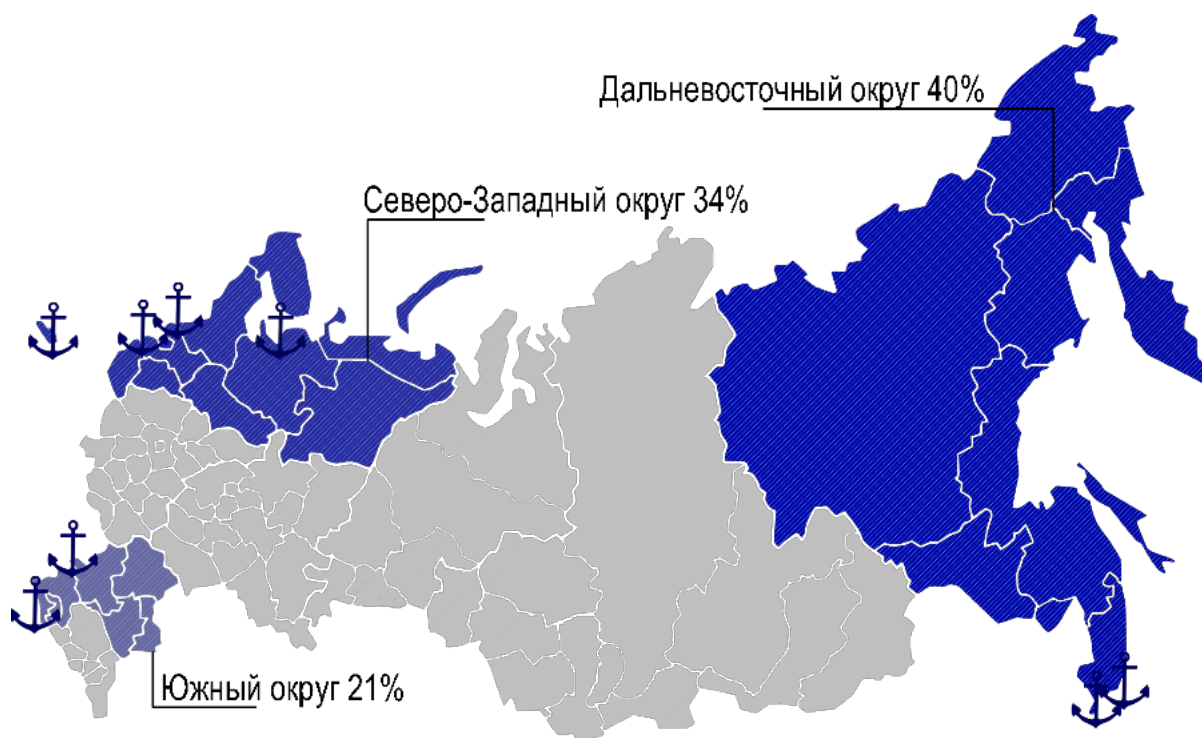 Дальневосточный округ 40%
Северо-Западный округ 34%
Южный округ 21%